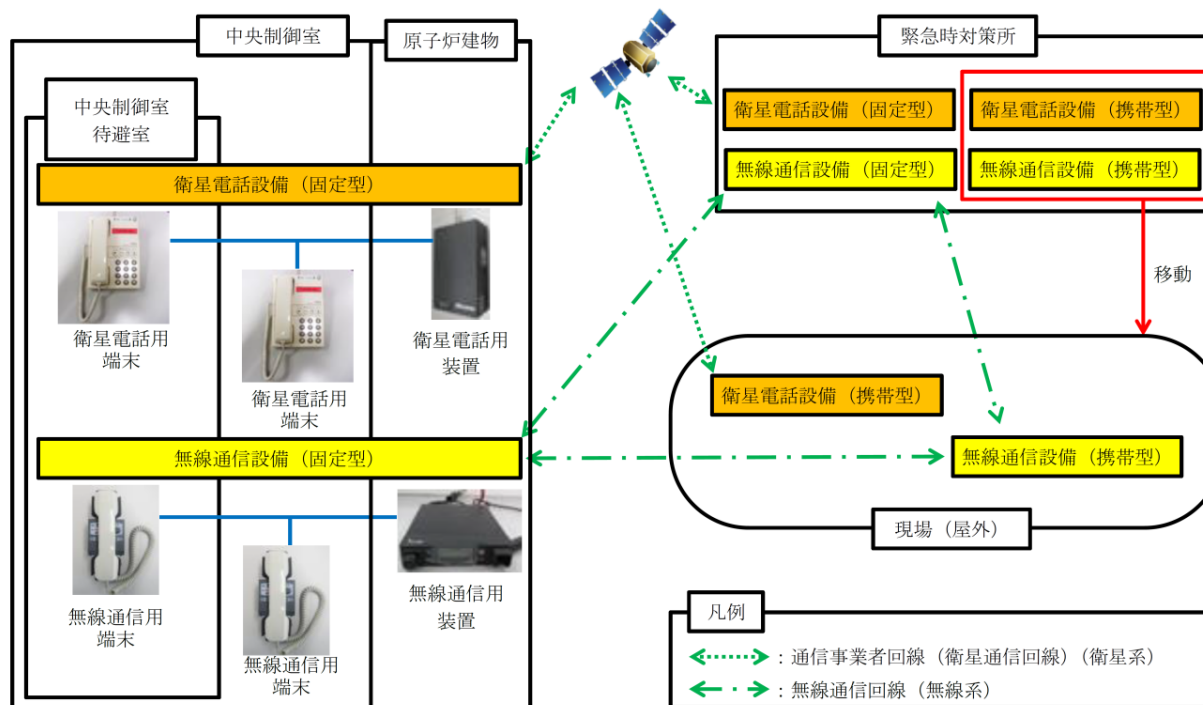 中央制御室
原子炉建物
中央制御室
待避室
衛星電話設備（固定型）
衛星電話用
端末
衛星電話用
端末
衛星電話用
装置
無線通信設備（固定型）
無線通信用
端末
無線通信用
端末
無線通信用
装置
緊急時対策所
衛星電話設備（固定型）
衛星電話設備（携帯型）
無線通信設備（固定型）
無線通信設備（携帯型）
移動
衛星電話設備（携帯型）
無線通信設備（携帯型）
現場（屋外）
凡例
：通信事業者回線（衛星通信回線）（衛星系）
：無線通信回線（無線系）